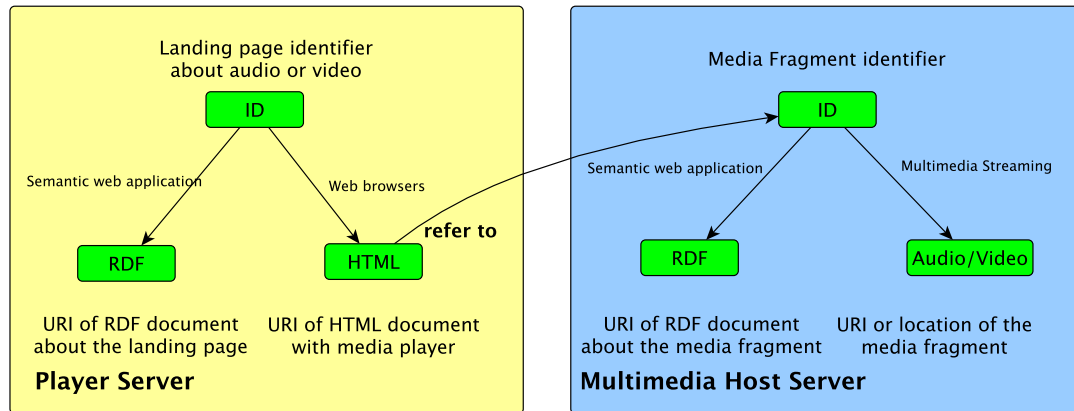 Landing page identifier
about audio or video
ID
Semantic web application
Web browsers
refer to
RDF
HTML
URI of RDF document
about the landing page
URI of HTML document
with media player
Player Server
Media Fragment identifier
ID
Semantic web application
Multimedia Streaming
RDF
Audio/Video
URI of RDF document
about the media fragment
URI or location of the
media fragment
Multimedia Host Server